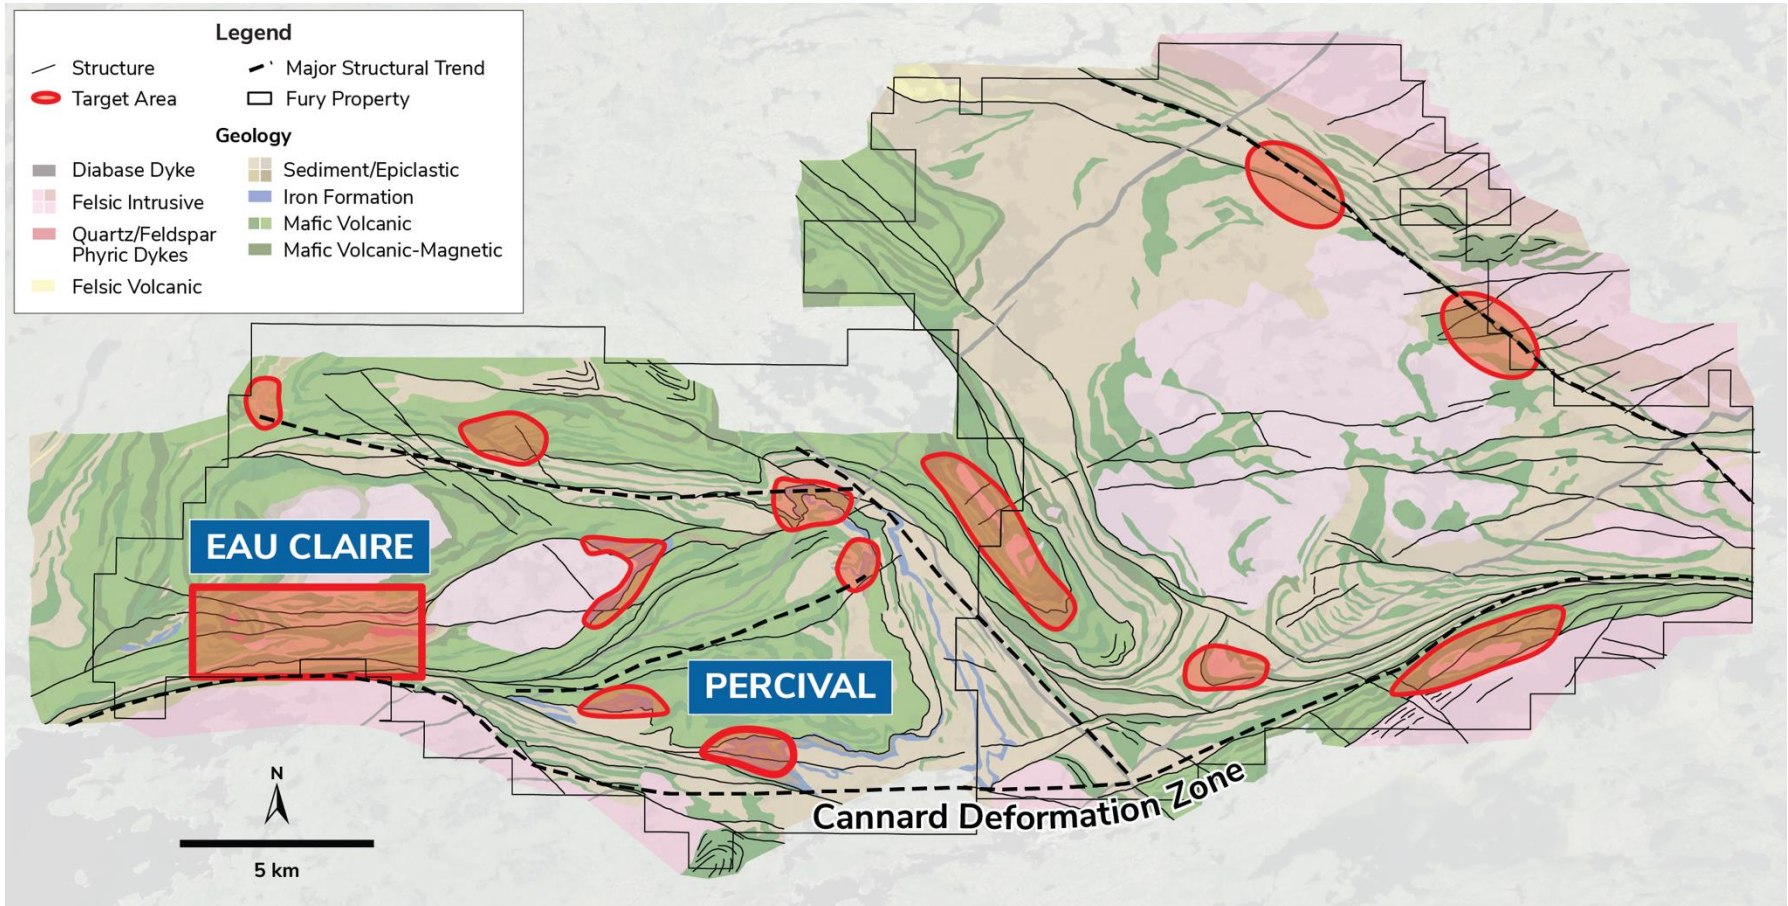 Legend
Structure
Major Structural Trend
Target Area
Fury Property
Geology
Diabase Dyke
Sediment/Epiclastic
Felsic Intrusive
Iron Formation
Quartz/Feldspar
Phyric Dykes
Mafic Volcanic
Mafic Volcanic-Magnetic
Felsic Volcanic
EAU CLAIRE
PERCIVAL
Cannard Deformation Zone
N
5 km